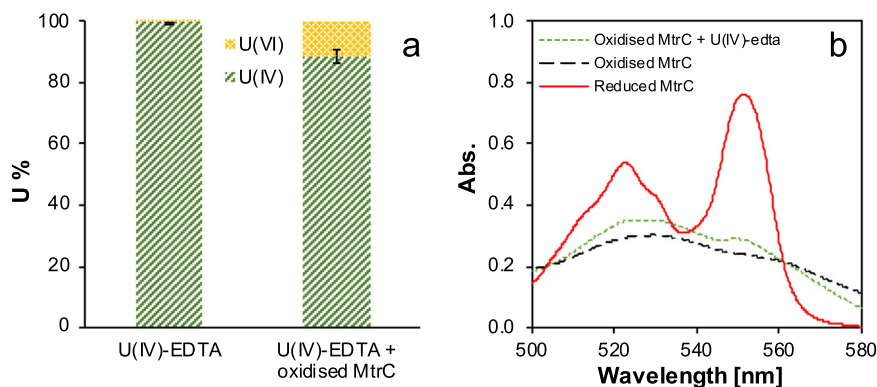 100
80
60
40
20
0
U %
U(VI)
U(IV)
a
U(IV)-EDTA
U(IV)-EDTA +
oxidised MtrC
1.0
0.8
0.6
0.4
0.2
0.0
Abs.
Oxidised MtrC + U(IV)-edta
Oxidised MtrC
Reduced MtrC
b
500
520
540
560
580
Wavelength [nm]